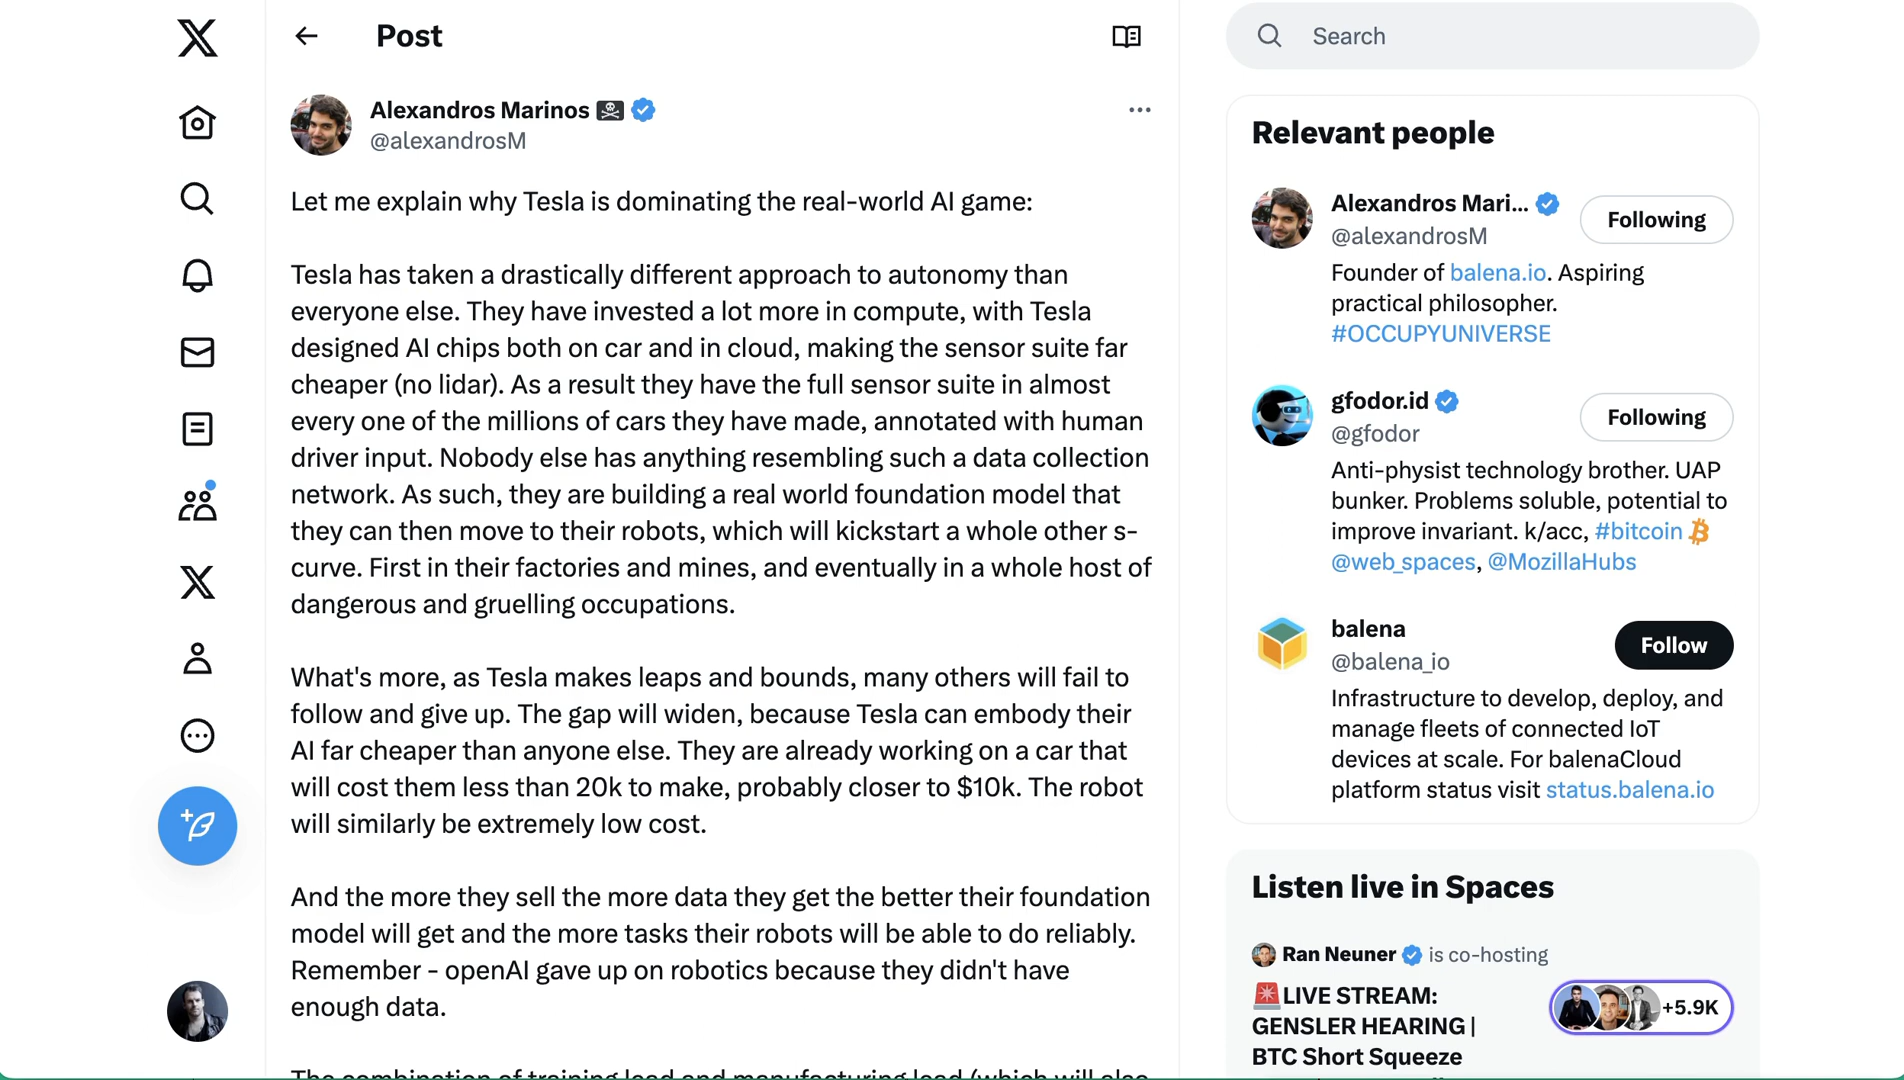 Post
Alexandros Marinos
@alexandrosM
Let me explain why Tesla is dominating the real-world AI game:
Tesla has taken a drastically different approach to autonomy than
everyone else. They have invested a lot more in compute, with Tesla
designed AI chips both on car and in cloud, making the sensor suite far
cheaper (no lidar). As a result they have the full sensor suite in almost
every one of the millions of cars they have made, annotated with human
driver input. Nobody else has anything resembling such a data collection
network. As such, they are building a real world foundation model that
they can then move to their robots, which will kickstart a whole other s-
curve. First in their factories and mines, and eventually in a whole host of
dangerous and gruelling occupations.
What's more, as Tesla makes leaps and bounds, many others will fail to
follow and give up. The gap will widen, because Tesla can embody their
AI far cheaper than anyone else. They are already working on a car that
will cost them less than 20k to make, probably closer to $10k. The robot
will similarly be extremely low cost.
And the more they sell the more data they get the better their foundation
model will get and the more tasks their robots will be able to do reliably.
Remember - openAI gave up on robotics because they didn't have
enough data.
The combination of training lead and manufacturing lead (which will also
Search
Relevant people
Alexandros Mari...
Following
@alexandrosM
Founder of balena.io. Aspiring
practical philosopher.
#OCCUPYUNIVERSE
gfodor.id
Following
@gfodor
Anti-physist technology brother. UAP
bunker. Problems soluble, potential to
improve invariant. k/acc, #bitcoin
@web_spaces, @MozillaHubs
balena
Follow
@balena_io
Infrastructure to develop, deploy, and
manage fleets of connected IoT
devices at scale. For balenaCloud
platform status visit status.balena.io
Listen live in Spaces
Ran Neuner is co-hosting
LIVE STREAM:
GENSLER HEARING |
BTC Short Squeeze
+5.9K